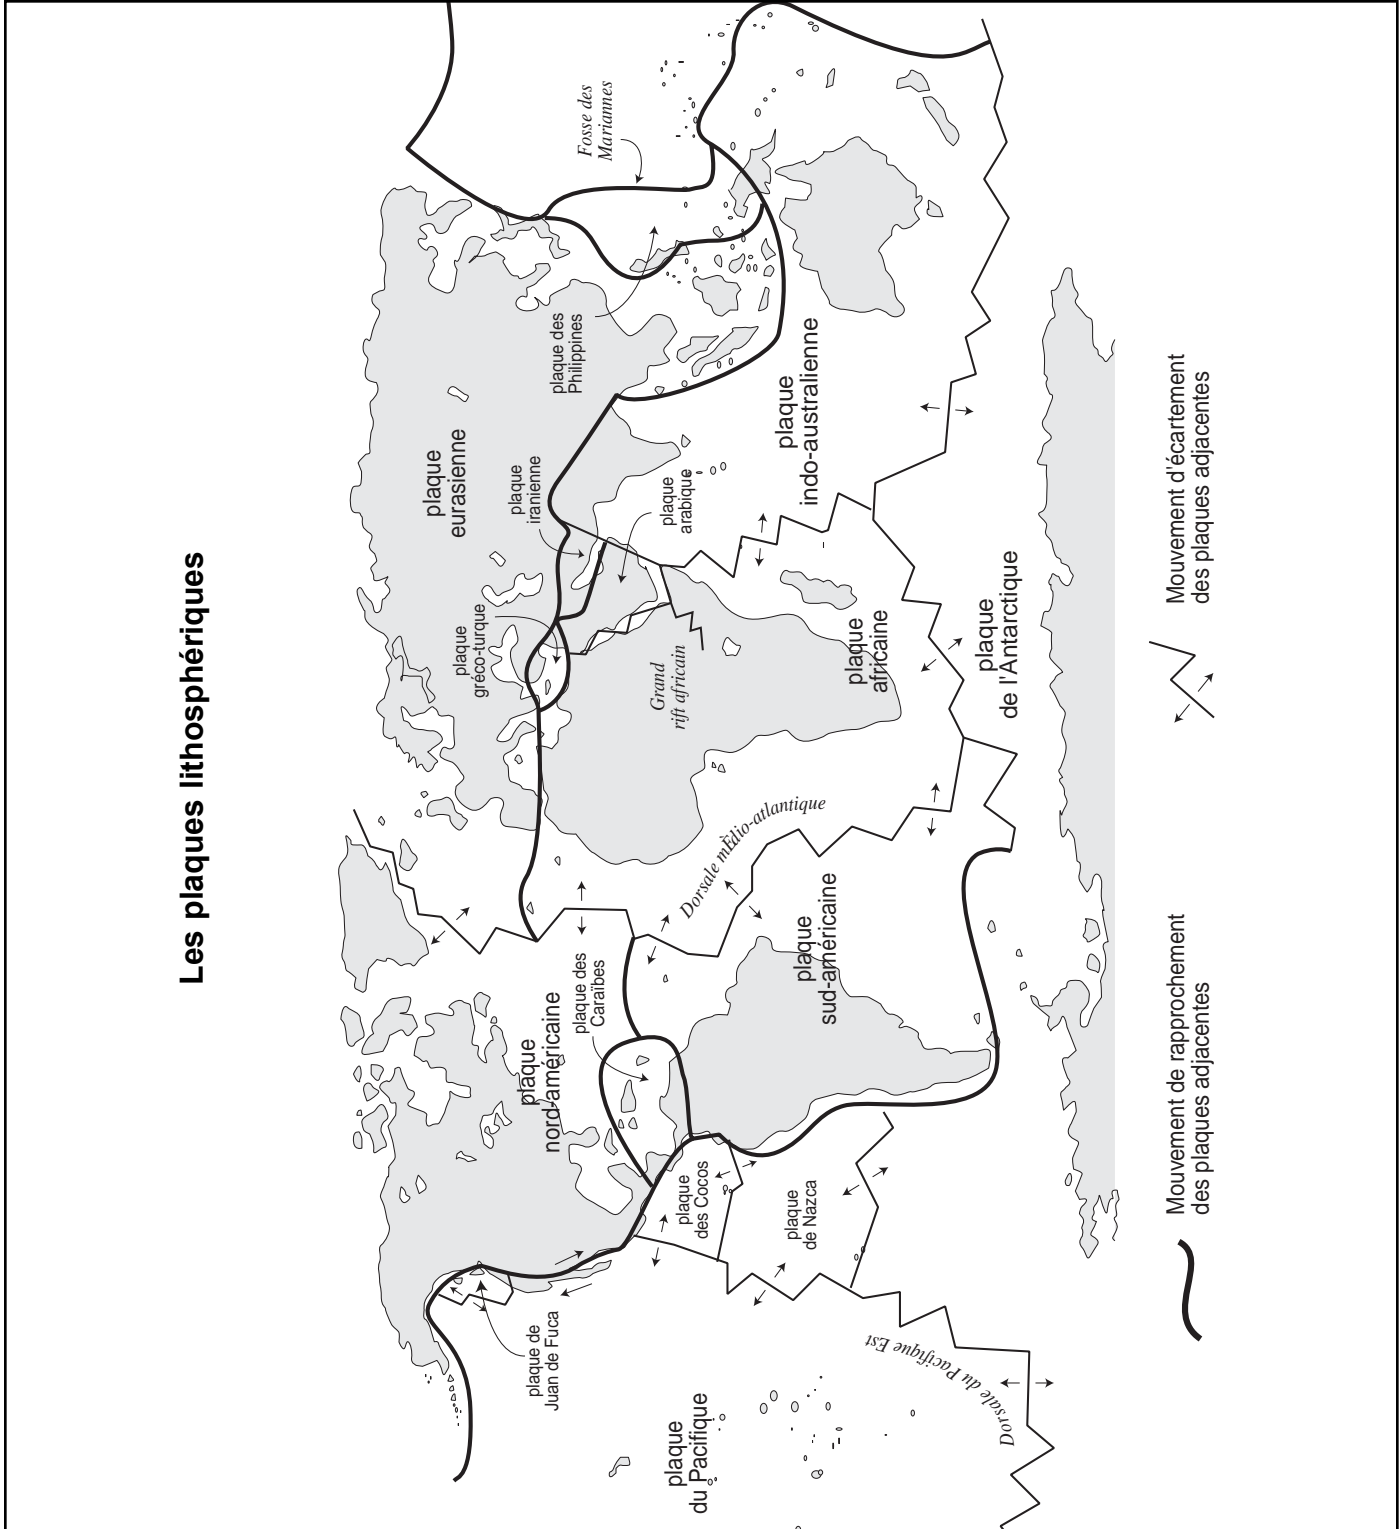 Les plaques lithosphériques
plaque de
Juan de Fuca
plaque
du Pacifique
Dorsale du Pacifique Est
plaque
nord-américaine
plaque des
Caraïbes
plaque
des Cocos
plaque
de Nazca
plaque
sud-américaine
Dorsale mÈdio-atlantique
plaque
eurasienne
plaque
gréco-turque
plaque
iranienne
plaque
arabique
Grand
rift africain
plaque
africaine
plaque
de l'Antarctique
plaque
indo-australienne
plaque des
Philippines
Fosse des
Mariannes
Mouvement de rapprochement
des plaques adjacentes
Mouvement d'écartement
des plaques adjacentes